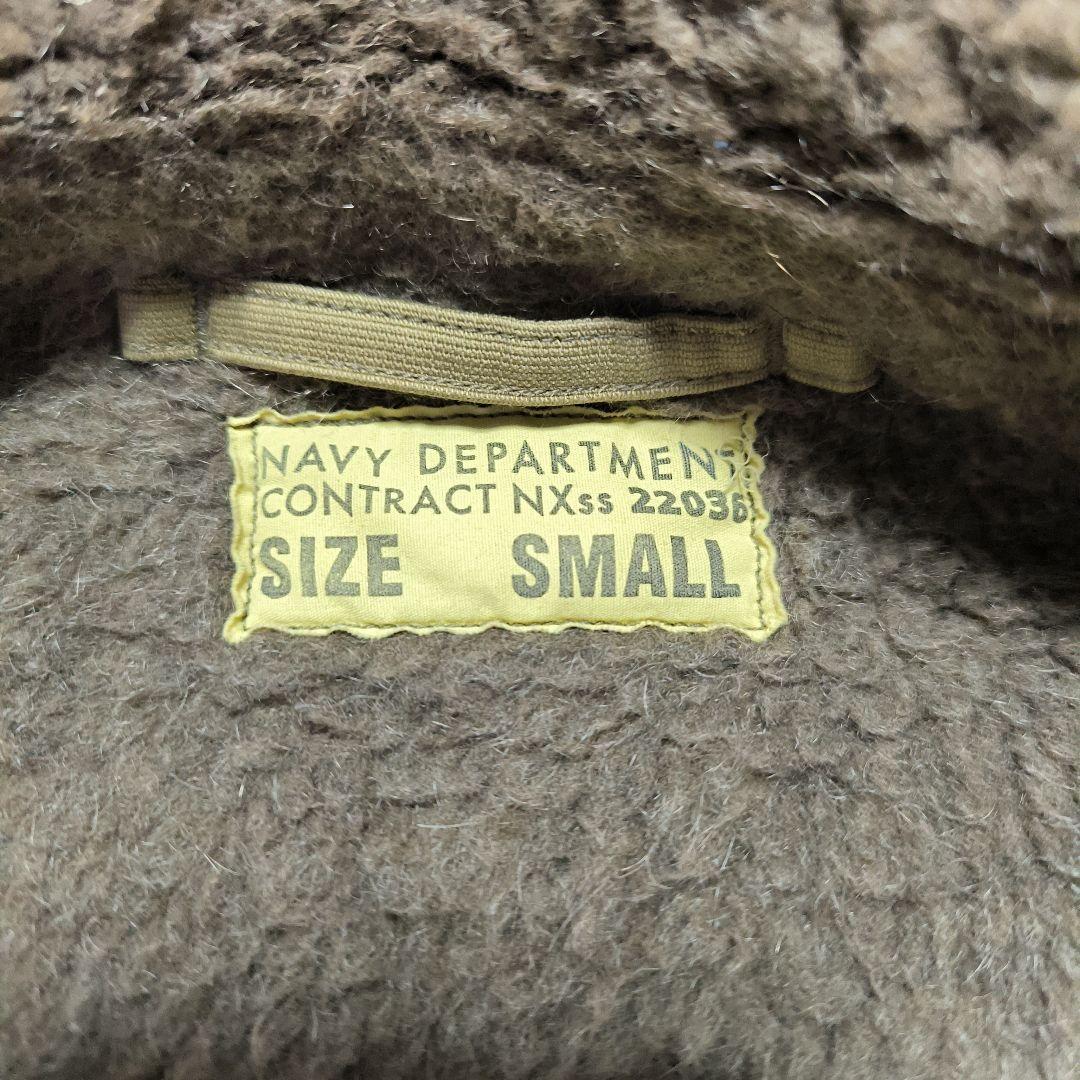 NAVY DEPARTMENT
CONTRACT NXss 22036
SIZE SMALL